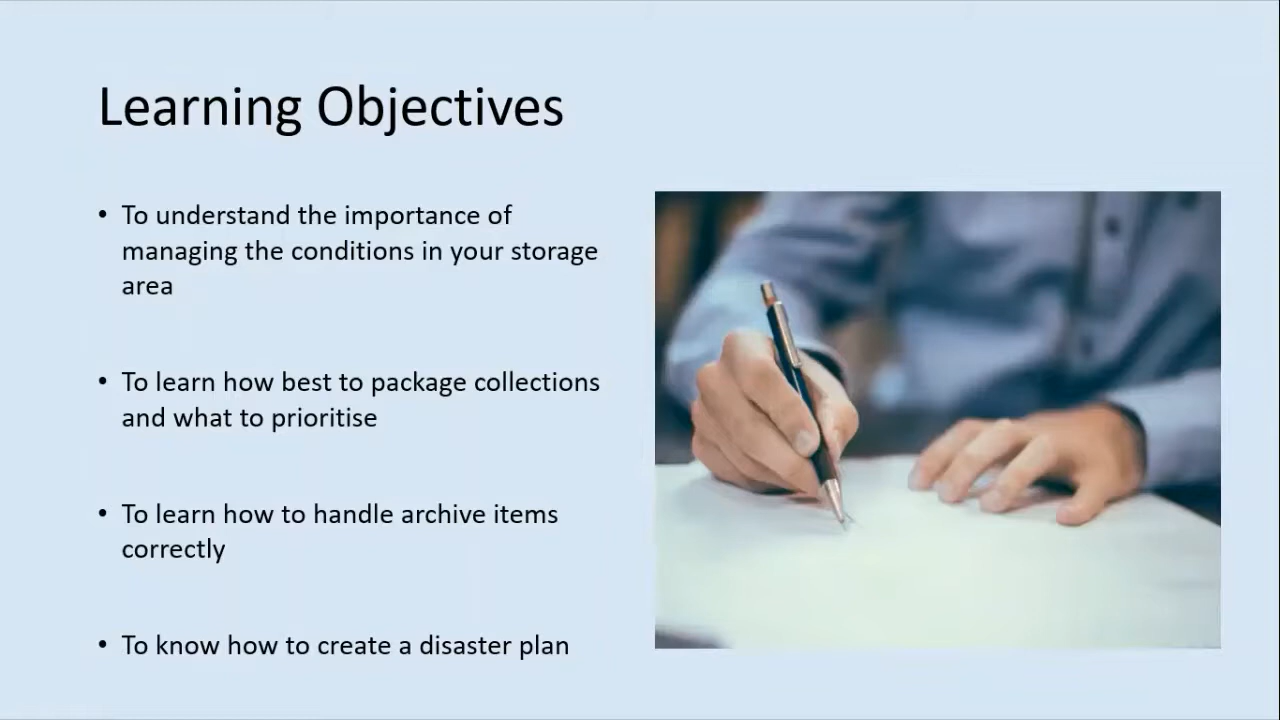 Learning Objectives
• To understand the importance of
managing the conditions in your storage
area
• To learn how best to package collections
and what to prioritise
• To learn how to handle archive items
correctly
• To know how to create a disaster plan